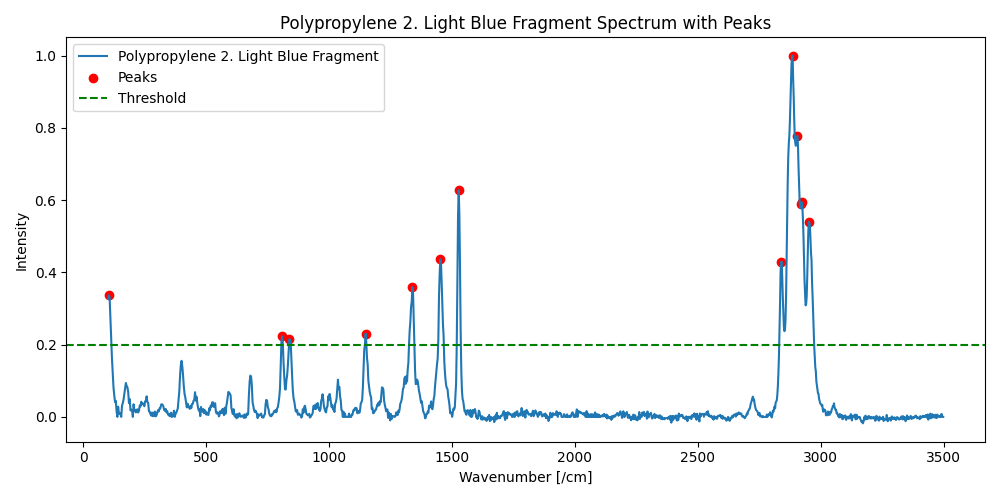 Polypropylene 2. Light Blue Fragment Spectrum with Peaks
Polypropylene 2. Light Blue Fragment
Peaks
Threshold
Intensity
1.0
0.8
0.6
0.4
0.2
0.0
0 500 1000 1500 2000 2500 3000 3500
Wavenumber [/cm]